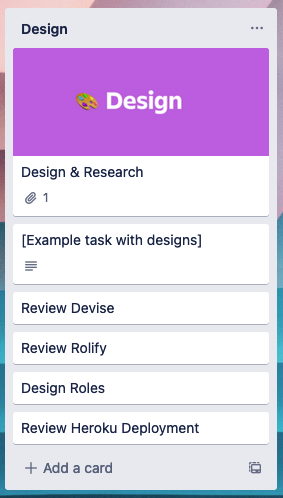 Design
🎨 Design
Design & Research
1
[Example task with designs]
Review Devise
Review Rolify
Design Roles
Review Heroku Deployment
+ Add a card